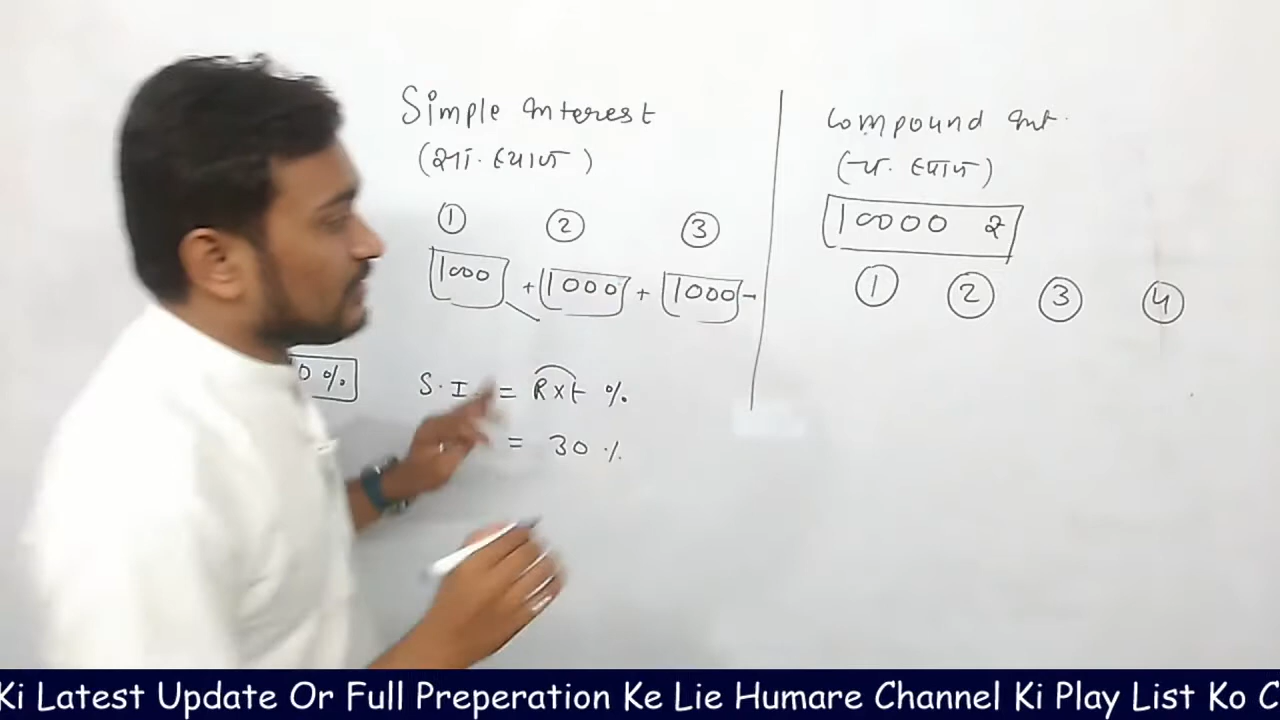 Simple Interest
(सा. ब्याज)
① ② ③
1000 + 1000 + 1000 -
0 %
S.I. = R×t %
= 30 %
Compound Int.
(च. ब्याज)
10000 ₹
① ② ③ ④
Ki Latest Update Or Full Preperation Ke Lie Humare Channel Ki Play List Ko C